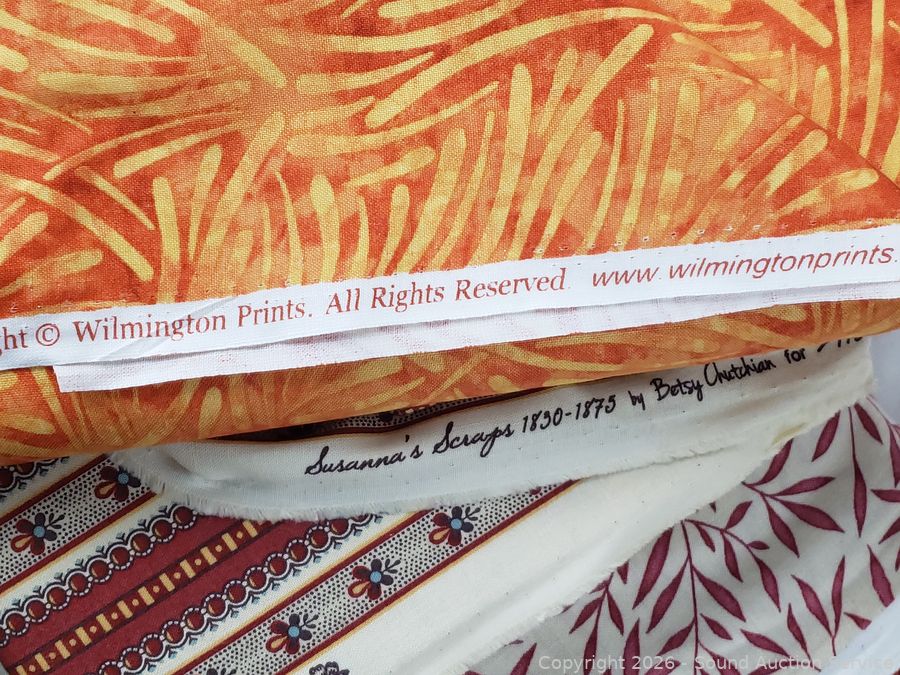 ght © Wilmington Prints. All Rights Reserved. www.wilmingtonprints.
Susanna's Scraps 1830-1875 by Betsy Chutchian for
Copyright 2026 - Sound Auction Service